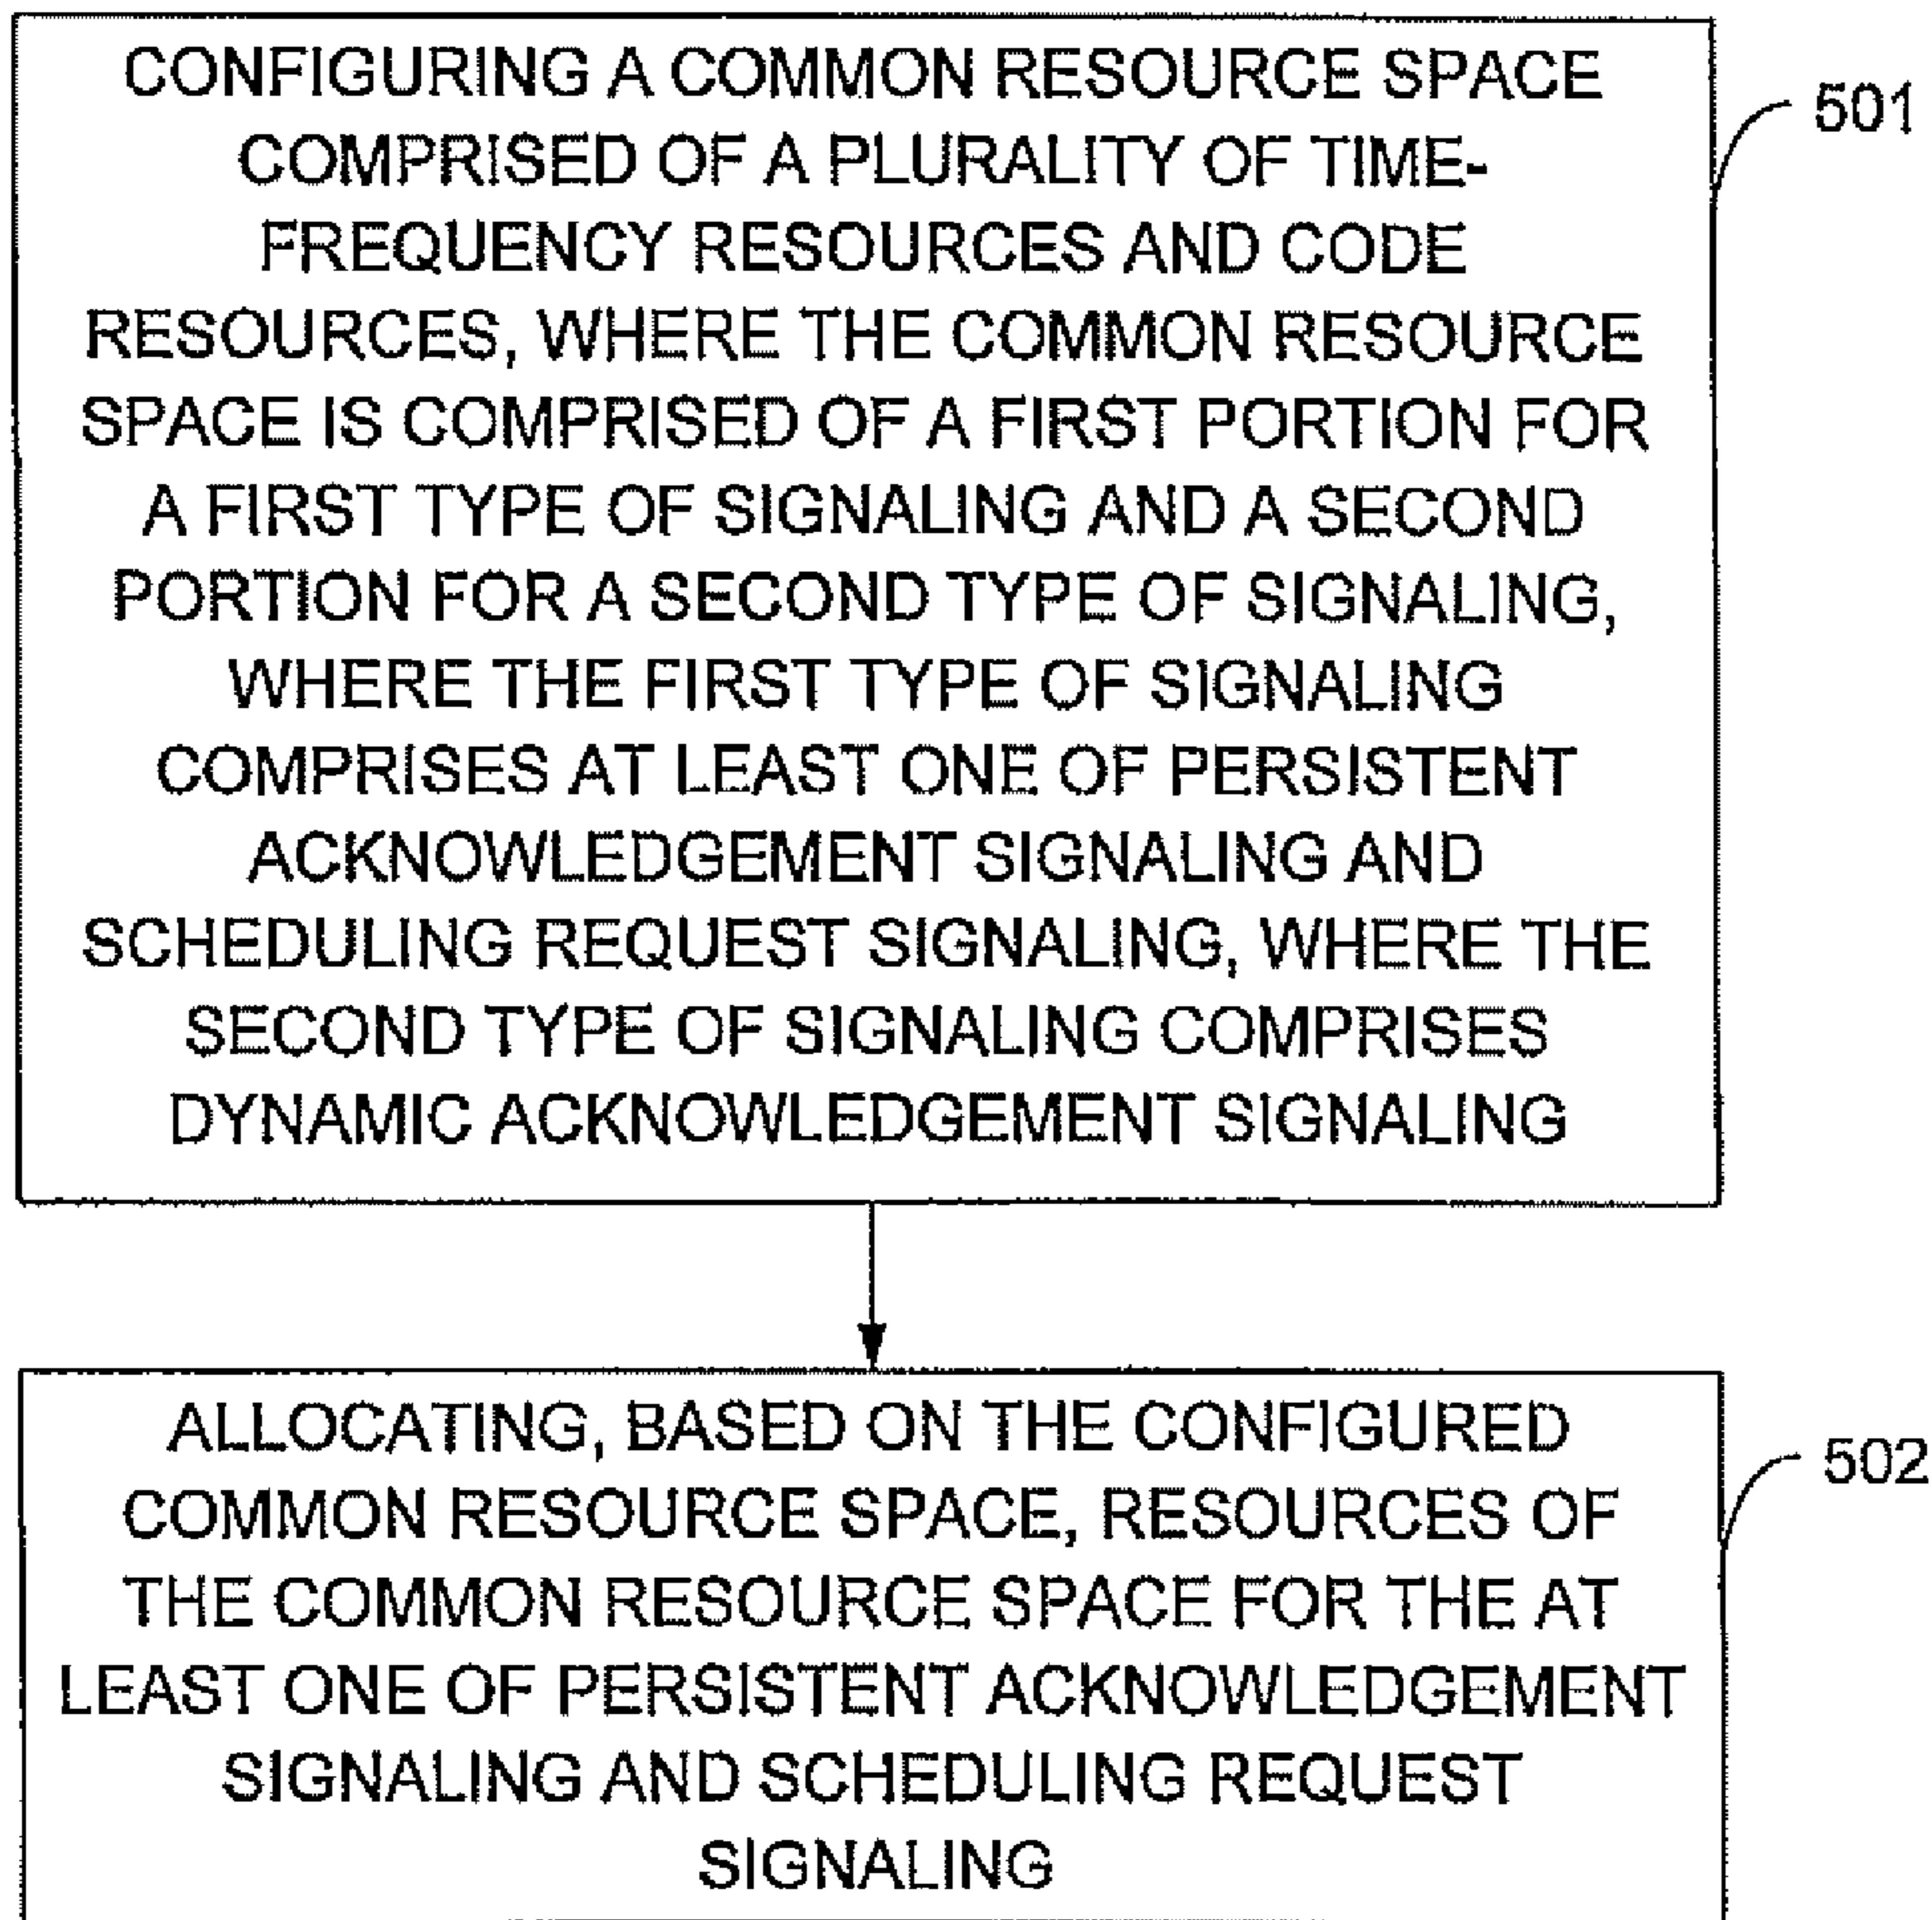 CONFIGURING A COMMON RESOURCE SPACE
COMPRISED OF A PLURALITY OF TIME-
FREQUENCY RESOURCES AND CODE
RESOURCES, WHERE THE COMMON RESOURCE
SPACE IS COMPRISED OF A FIRST PORTION FOR
A FIRST TYPE OF SIGNALING AND A SECOND
PORTION FOR A SECOND TYPE OF SIGNALING,
WHERE THE FIRST TYPE OF SIGNALING
COMPRISES AT LEAST ONE OF PERSISTENT
ACKNOWLEDGEMENT SIGNALING AND
SCHEDULING REQUEST SIGNALING, WHERE THE
SECOND TYPE OF SIGNALING COMPRISES
DYNAMIC ACKNOWLEDGEMENT SIGNALING
501
ALLOCATING, BASED ON THE CONFIGURED
COMMON RESOURCE SPACE, RESOURCES OF
THE COMMON RESOURCE SPACE FOR THE AT
LEAST ONE OF PERSISTENT ACKNOWLEDGEMENT
SIGNALING AND SCHEDULING REQUEST
SIGNALING
502